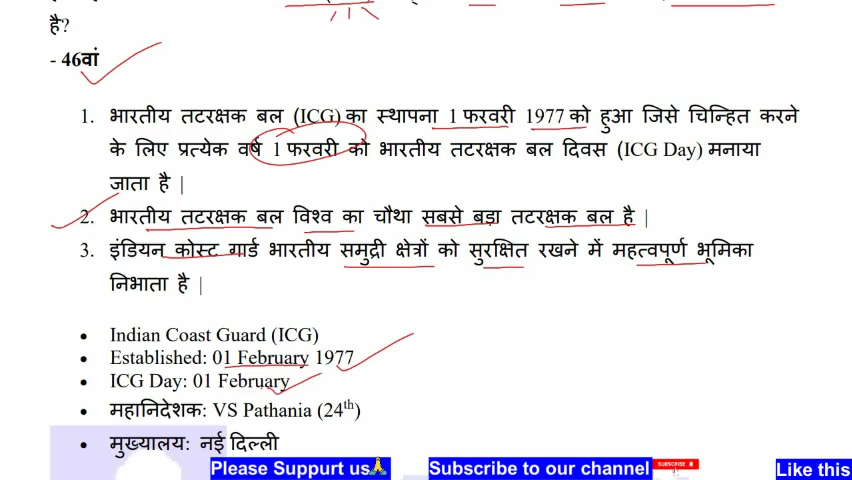 है?
- 46वां
1. भारतीय तटरक्षक बल (ICG) का स्थापना 1 फरवरी 1977 को हुआ जिसे चिन्हित करने
के लिए प्रत्येक वर्ष 1 फरवरी को भारतीय तटरक्षक बल दिवस (ICG Day) मनाया
जाता है |
2. भारतीय तटरक्षक बल विश्व का चौथा सबसे बड़ा तटरक्षक बल है |
3. इंडियन कोस्ट गार्ड भारतीय समुद्री क्षेत्रों को सुरक्षित रखने में महत्वपूर्ण भूमिका
निभाता है |
• Indian Coast Guard (ICG)
• Established: 01 February 1977
• ICG Day: 01 February
• महानिदेशक: VS Pathania (24th)
• मुख्यालय: नई दिल्ली
Please Suppurt us🙏 Subscribe to our channel SUBSCRIBE Like this